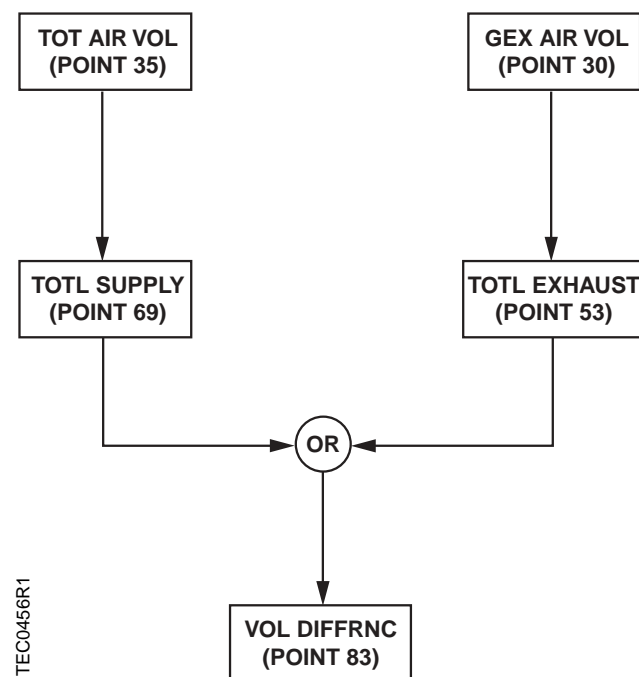 TOT AIR VOL
(POINT 35)
GEX AIR VOL
(POINT 30)
TOTL SUPPLY
(POINT 69)
TOTL EXHAUST
(POINT 53)
OR
VOL DIFFRNC
(POINT 83)
TEC0456R1